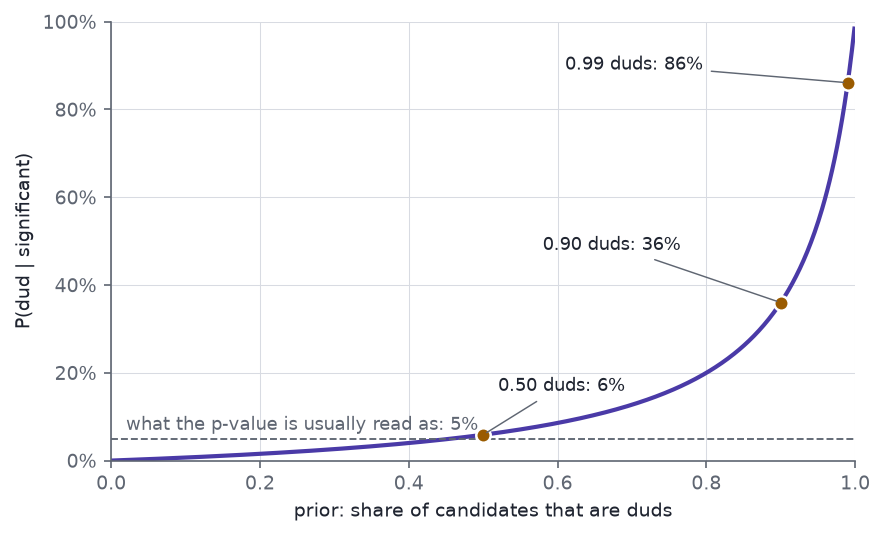 100%
80%
60%
40%
20%
0%
P(dud | significant)
0.99 duds: 86%
0.90 duds: 36%
0.50 duds: 6%
what the p-value is usually read as: 5%
0.0
0.2
0.4
0.6
0.8
1.0
prior: share of candidates that are duds